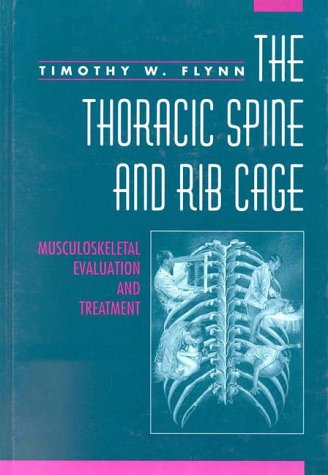 TIMOTHY W. FLYNN
THE
THORACIC SPINE
AND RIB CAGE
MUSCULOSKELETAL
EVALUATION
AND
TREATMENT